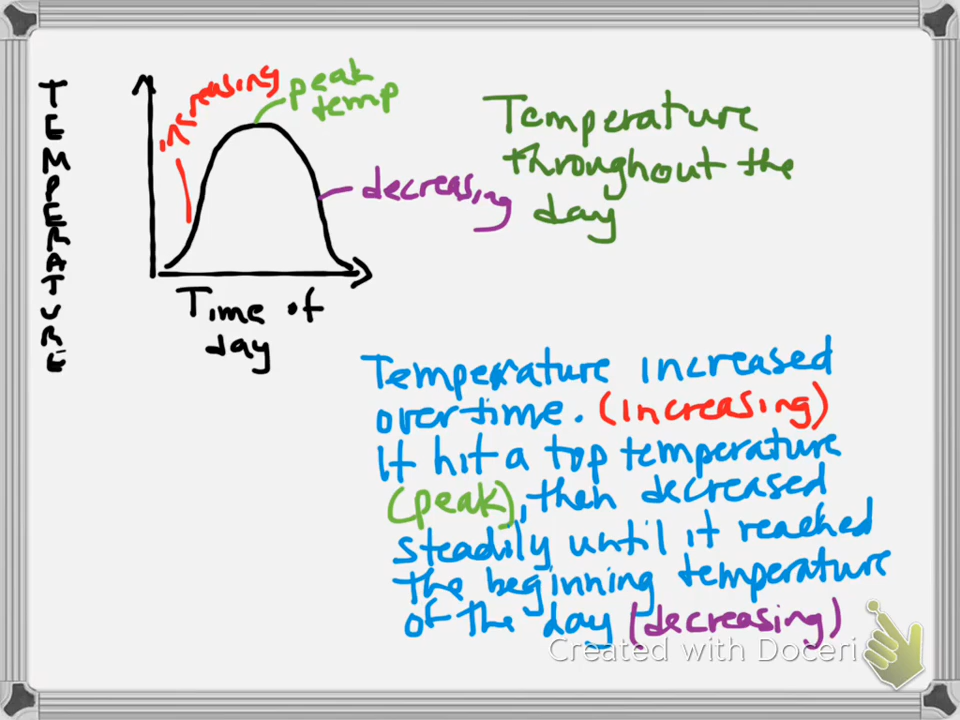 TEMPERATURE
increasing
peak
temp
decreasing
Time of
day
Temperature
throughout the
day
Temperature increased
over time. (increasing)
It hit a top temperature
(peak), then decreased
steadily until it reached
the beginning temperature
of the day (decreasing)
Created with Doceri